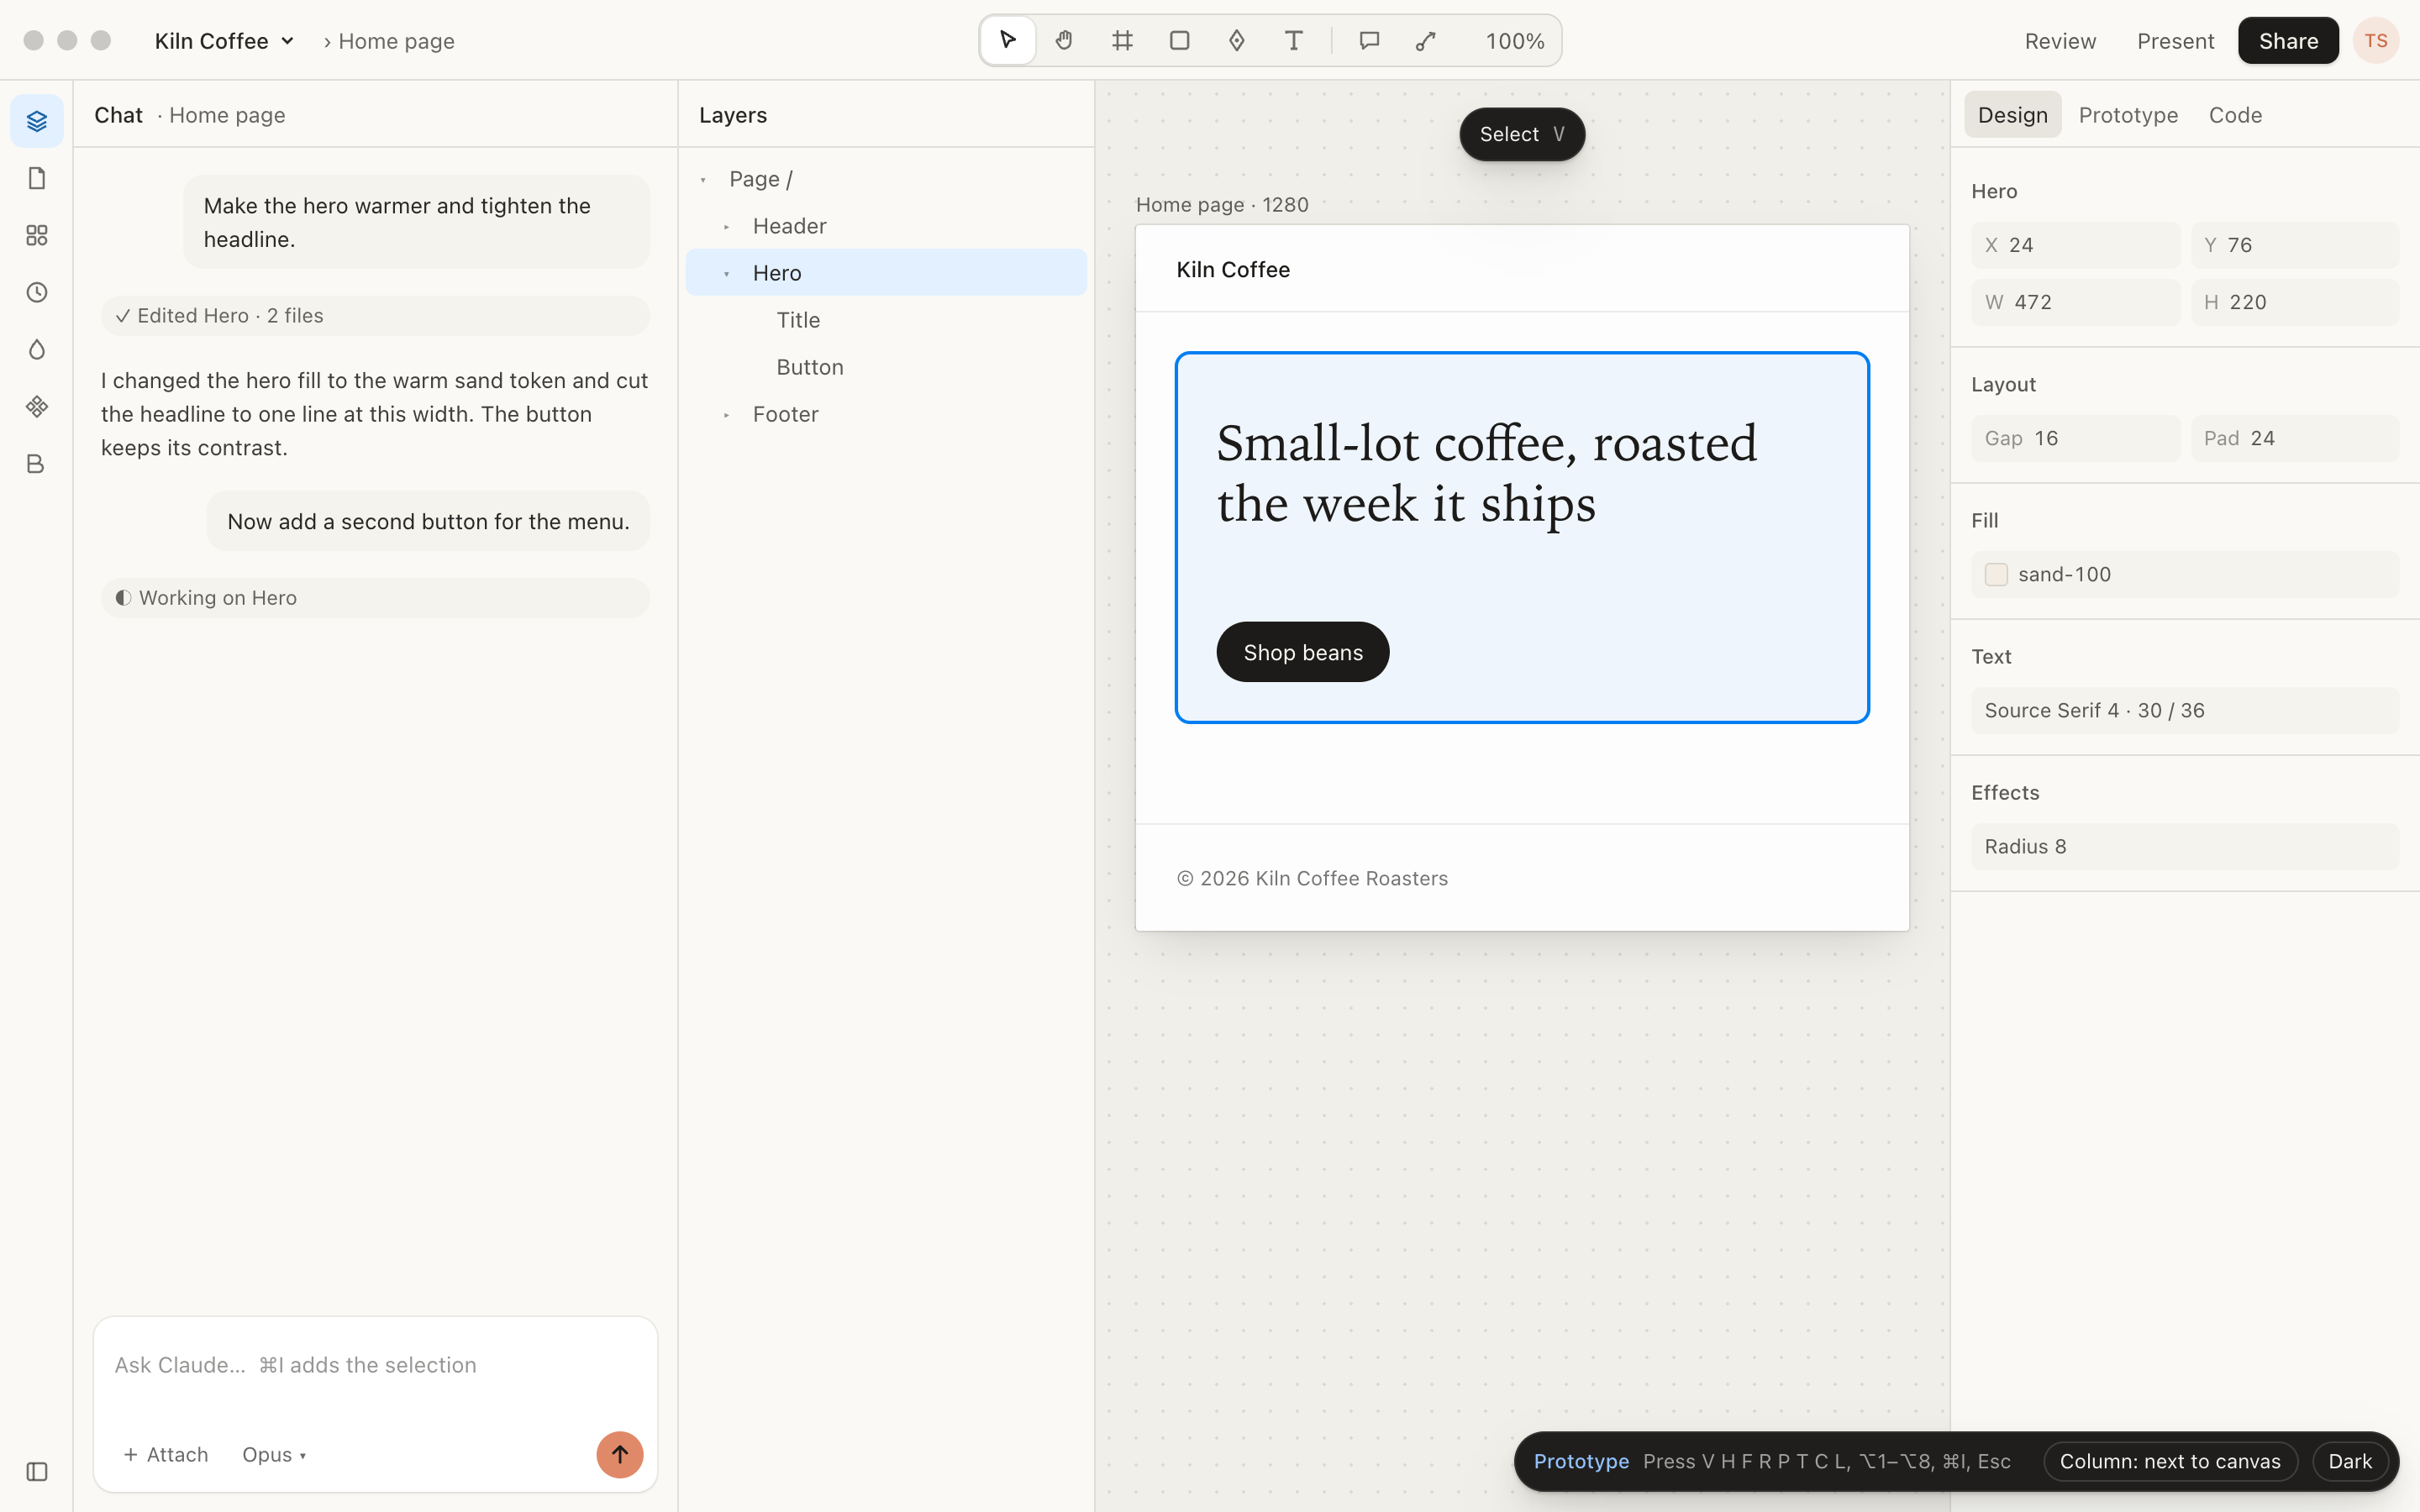 Kiln Coffee
› Home page
100%
Review
Present
Share
TS
Chat · Home page
Make the hero warmer and tighten the
headline.
✓ Edited Hero · 2 files
I changed the hero fill to the warm sand token and cut
the headline to one line at this width. The button
keeps its contrast.
Now add a second button for the menu.
Working on Hero
Ask Claude… ⌘I adds the selection
+ Attach
Opus
Layers
Page /
Header
Hero
Title
Button
Footer
Select V
Home page · 1280
Kiln Coffee
Small-lot coffee, roasted
the week it ships
Shop beans
© 2026 Kiln Coffee Roasters
Design
Prototype
Code
Hero
X 24
Y 76
W 472
H 220
Layout
Gap 16
Pad 24
Fill
sand-100
Text
Source Serif 4 · 30 / 36
Effects
Radius 8
Prototype Press V H F R P T C L, ⌥1–⌥8, ⌘I, Esc
Column: next to canvas
Dark